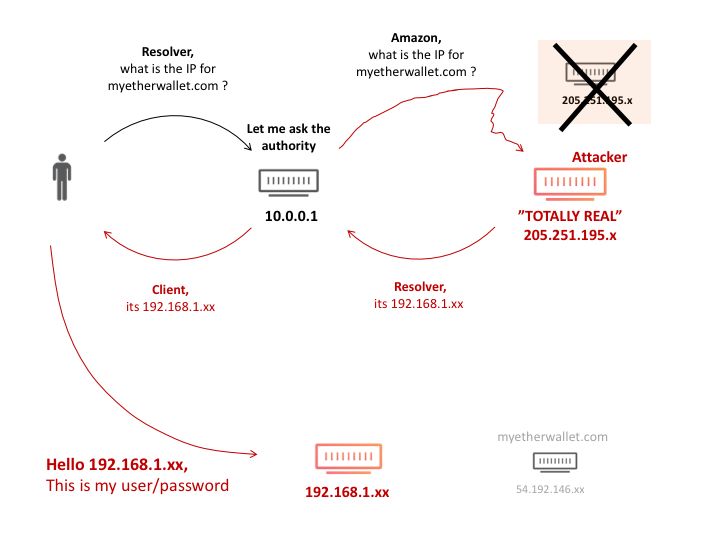 Resolver,
what is the IP for
myetherwallet.com ?
Amazon,
what is the IP for
myetherwallet.com ?
205.251.195.x
Let me ask the
authority
Attacker
10.0.0.1
”TOTALLY REAL”
205.251.195.x
Client,
its 192.168.1.xx
Resolver,
its 192.168.1.xx
Hello 192.168.1.xx,
This is my user/password
192.168.1.xx
myetherwallet.com
54.192.146.xx